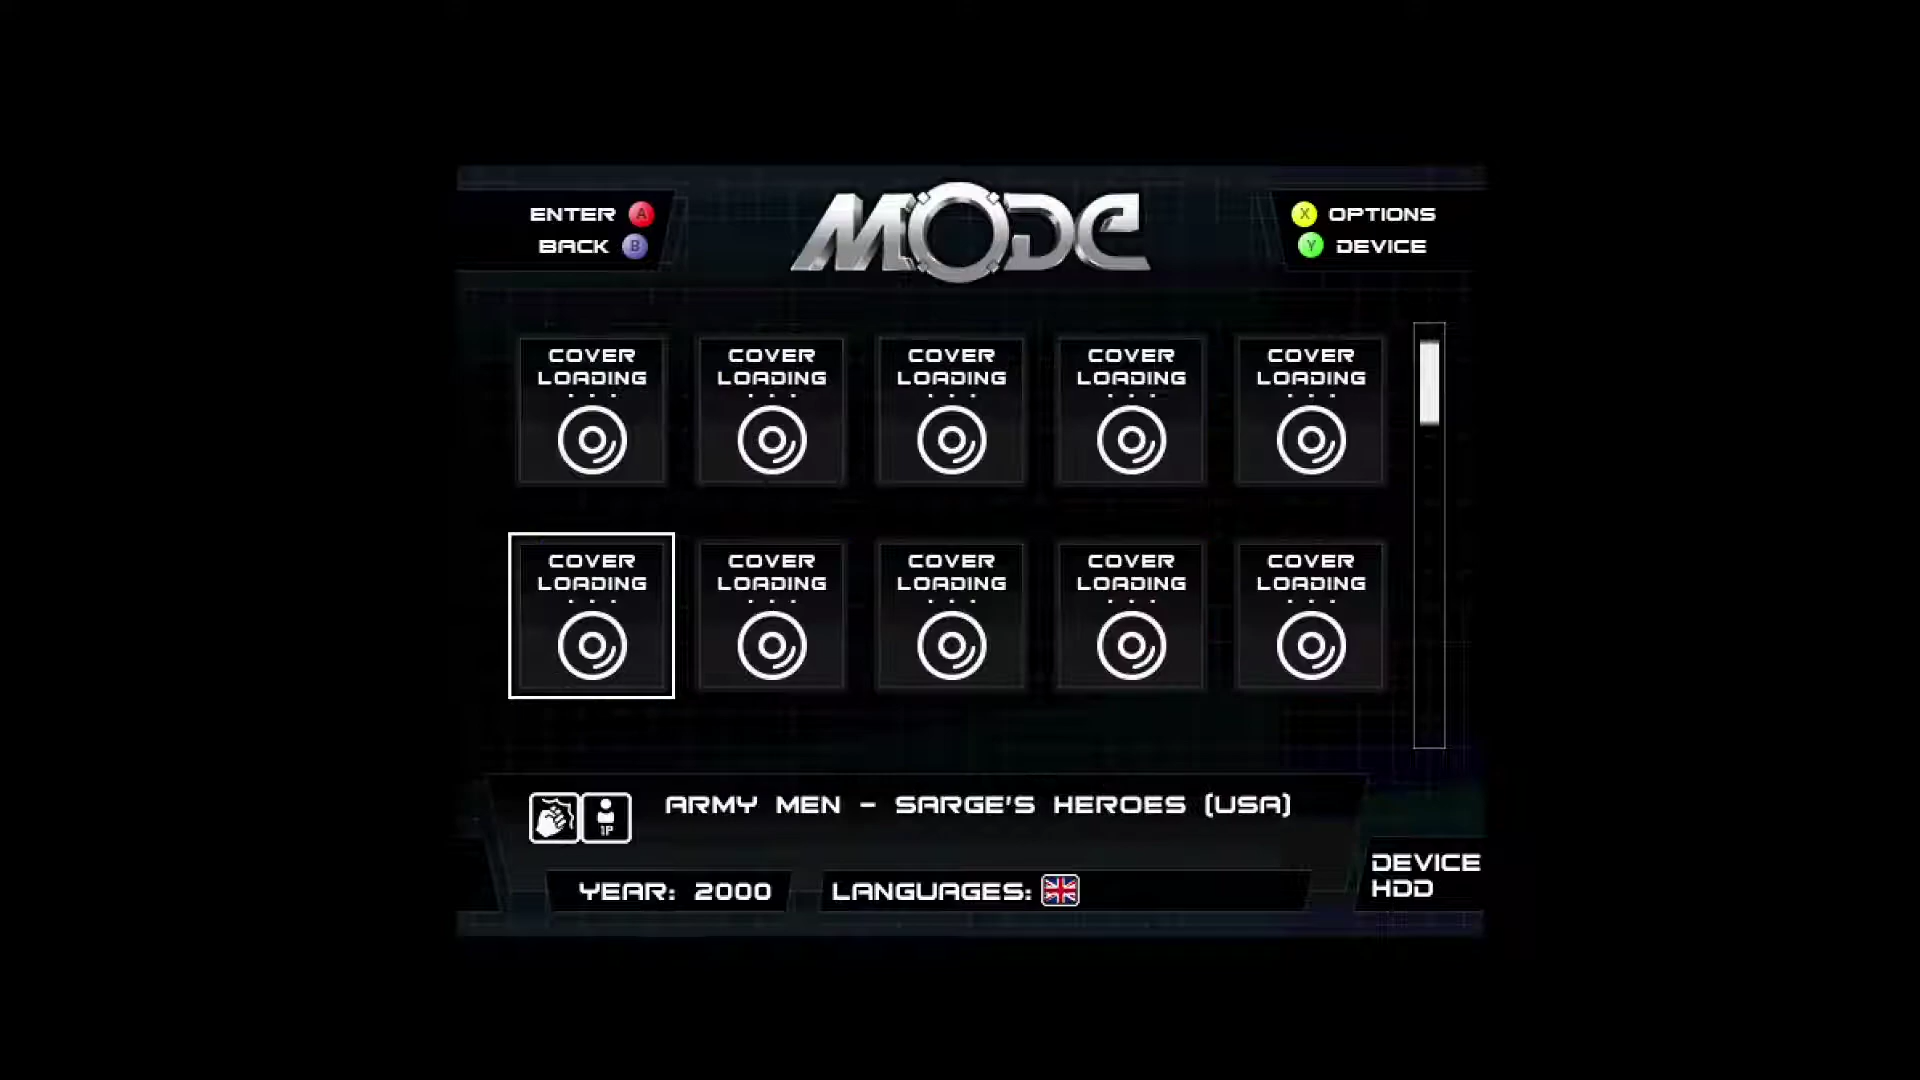 ENTER A
BACK B
MODE
X OPTIONS
Y DEVICE
COVER LOADING ...
COVER LOADING ...
COVER LOADING ...
COVER LOADING ...
COVER LOADING ...
COVER LOADING ...
COVER LOADING ...
COVER LOADING ...
COVER LOADING ...
COVER LOADING ...
1P
ARMY MEN - SARGE'S HEROES (USA)
YEAR: 2000
LANGUAGES:
DEVICE
HDD